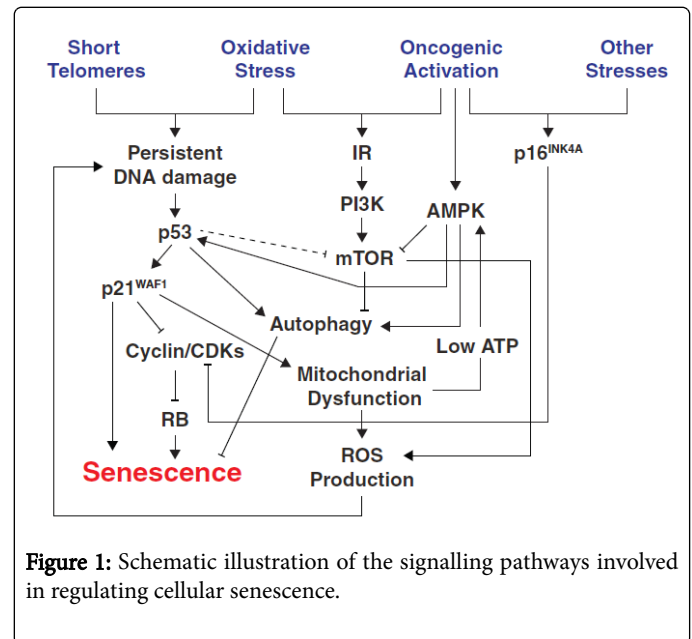 Short
Telomeres
Oxidative
Stress
Oncogenic
Activation
Other
Stresses
Persistent
DNA damage
IR
p16INK4A
PI3K
AMPK
p53
mTOR
p21WAF1
Autophagy
Cyclin/CDKs
Low ATP
Mitochondrial
Dysfunction
RB
Senescence
ROS
Production
Figure 1: Schematic illustration of the signalling pathways involved
in regulating cellular senescence.